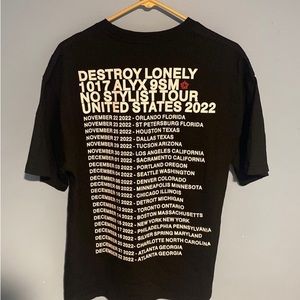 DESTROY LONELY
1017 ALYX 9SM
NO STYLIST TOUR
UNITED STATES 2022
NOVEMBER 22 2022 - ORLANDO FLORIDA
NOVEMBER 23 2022 - ST PETERSBURG FLORIDA
NOVEMBER 25 2022 - HOUSTON TEXAS
NOVEMBER 27 2022 - DALLAS TEXAS
NOVEMBER 29 2022 - TUCSON ARIZONA
NOVEMBER 30 2022 - LOS ANGELES CALIFORNIA
DECEMBER 2022 - SACRAMENTO CALIFORNIA
DECEMBER 2022 - PORTLAND OREGON
DECEMBER 2022 - SEATTLE WASHINGTON
DECEMBER 2022 - DENVER COLORADO
DECEMBER 2022 - MINNEAPOLIS MINNESOTA
DECEMBER 2022 - CHICAGO ILLINOIS
DECEMBER 2022 - DETROIT MICHIGAN
DECEMBER 2022 - TORONTO ONTARIO
DECEMBER 2022 - BOSTON MASSACHUSETTS
DECEMBER 2022 - NEW YORK NEW YORK
DECEMBER 2022 - PHILADELPHIA PENNSYLVANIA
DECEMBER 2022 - SILVER SPRING MARYLAND
DECEMBER 2022 - CHARLOTTE NORTH CAROLINA
DECEMBER 21 2022 - ATLANTA GEORGIA
DECEMBER 22 2022 - ATLANTA GEORGIA